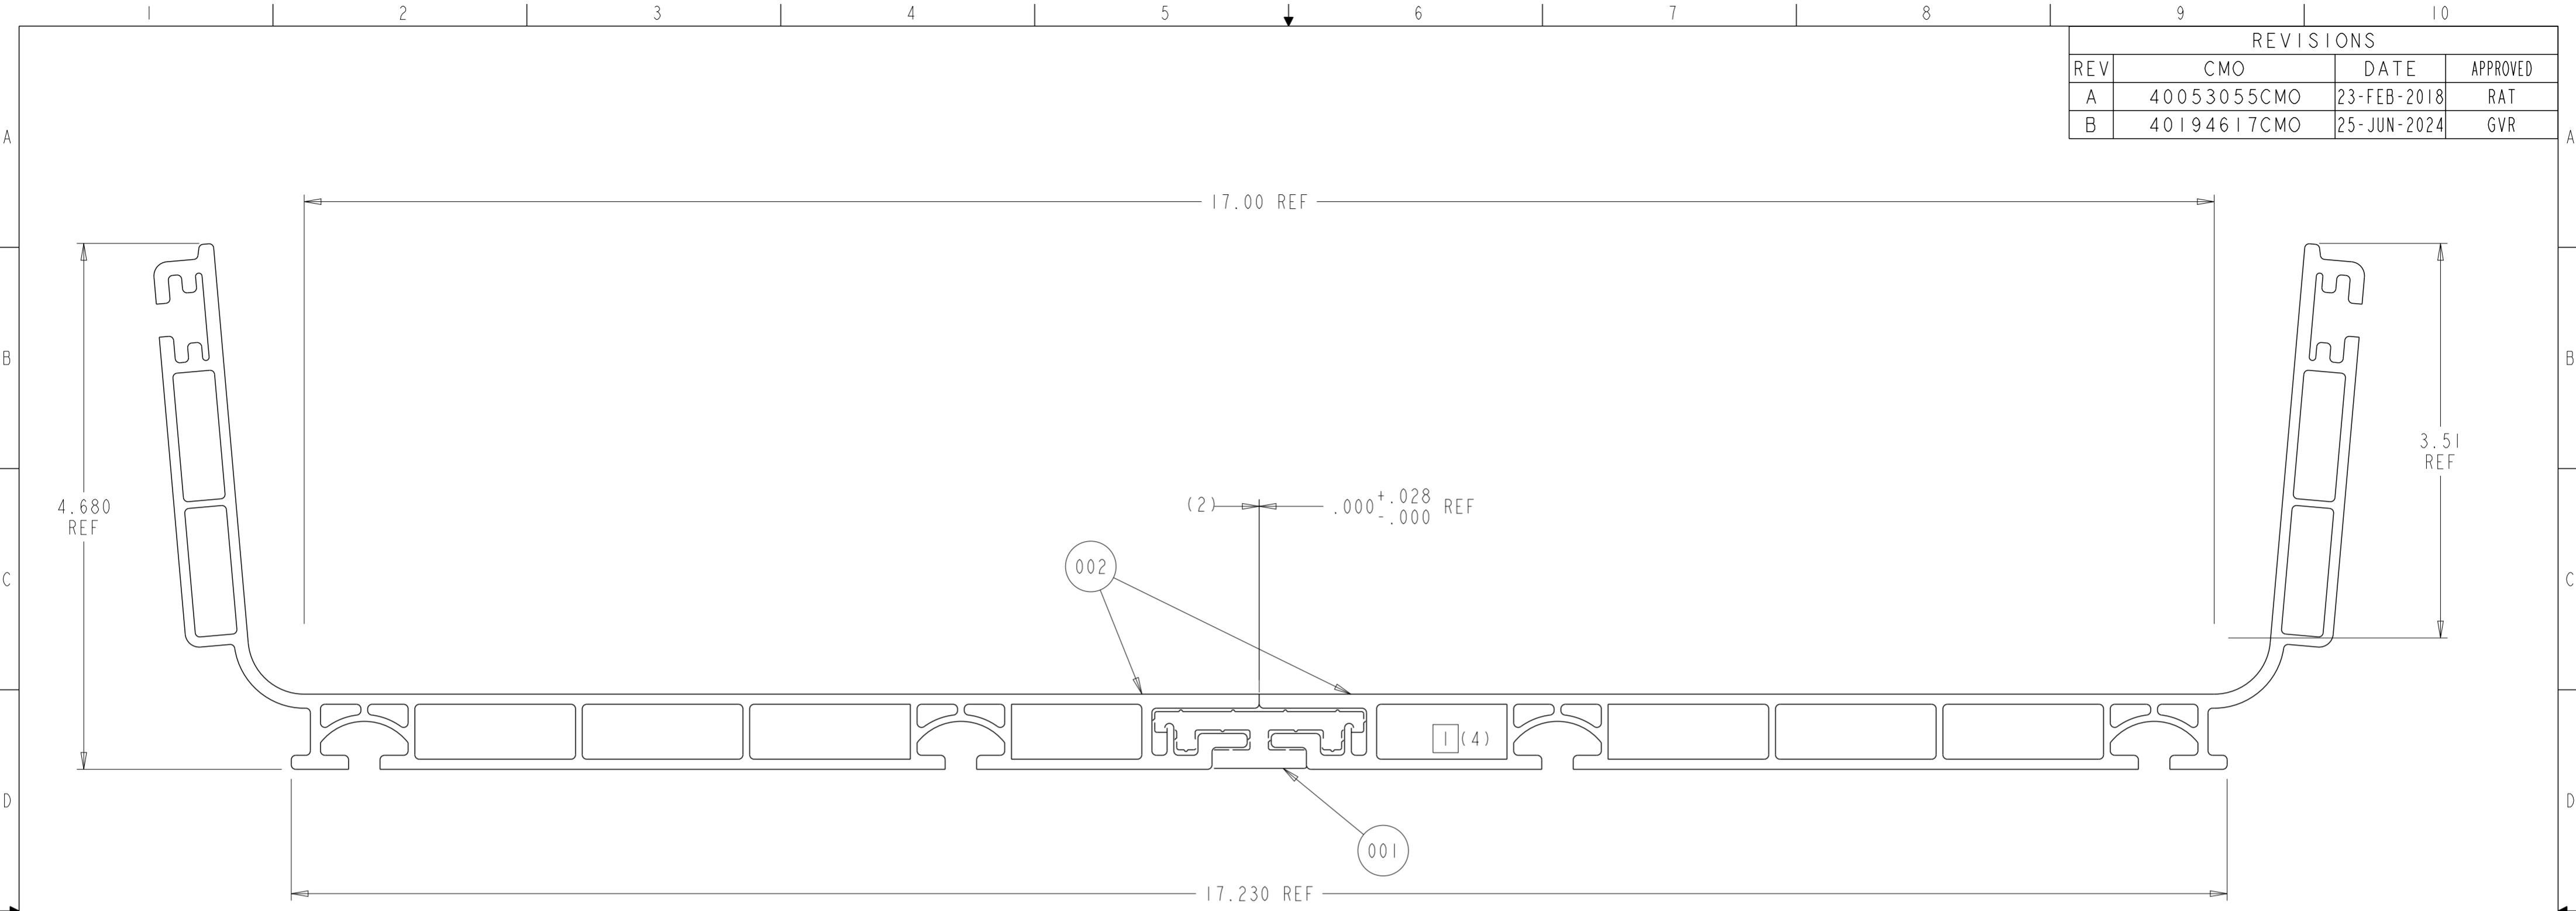 1 2 3 4 5 6 7 8 9 10
REVISIONS
REV CMO DATE APPROVED
A 40053055CMO 23-FEB-2018 RAT
B 40194617CMO 25-JUN-2024 GVR
A A
17.00 REF
B B
3.51
REF
4.680
REF
(2) .000 +.028 -.000 REF
002
C C
1 (4)
D D
001
17.230 REF